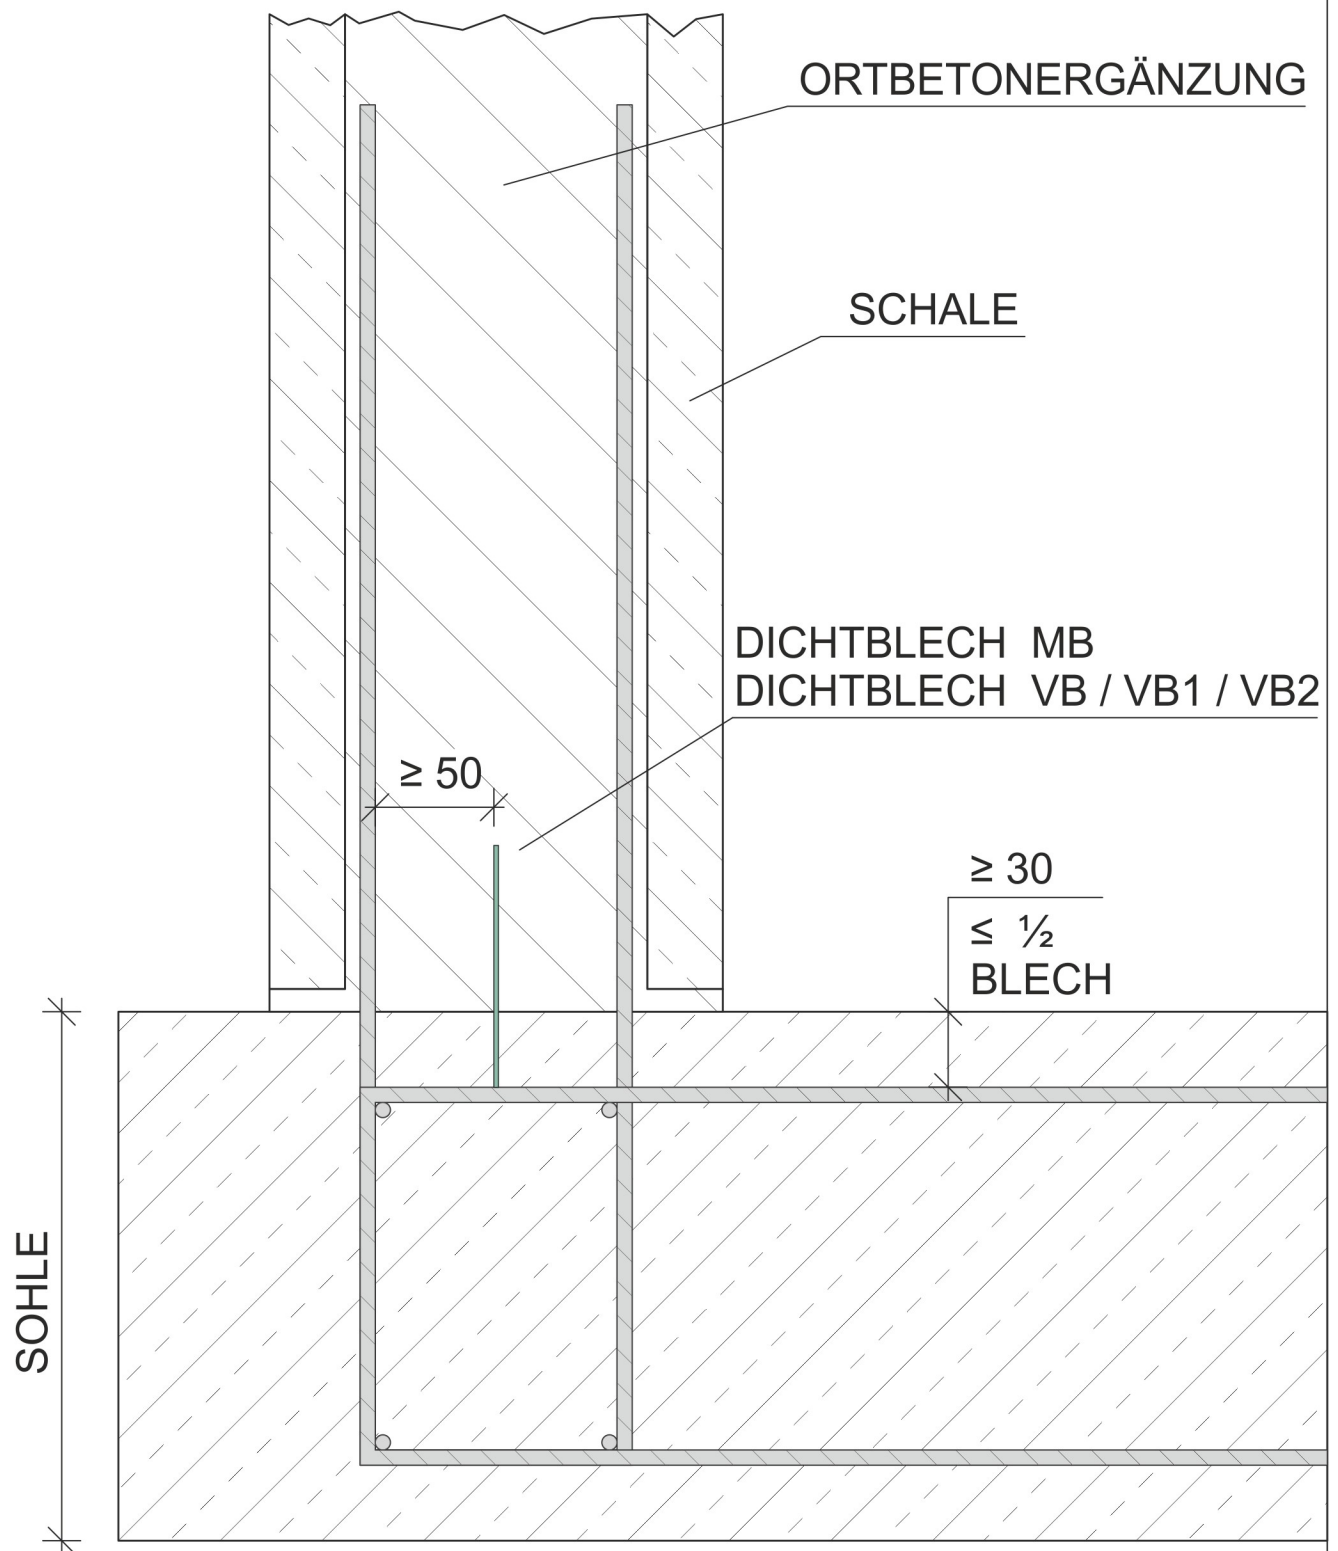 ORTBETONERGÄNZUNG
SCHALE
DICHTBLECH MB
DICHTBLECH VB / VB1 / VB2
≥ 50
≥ 30
≤ ½
BLECH
SOHLE